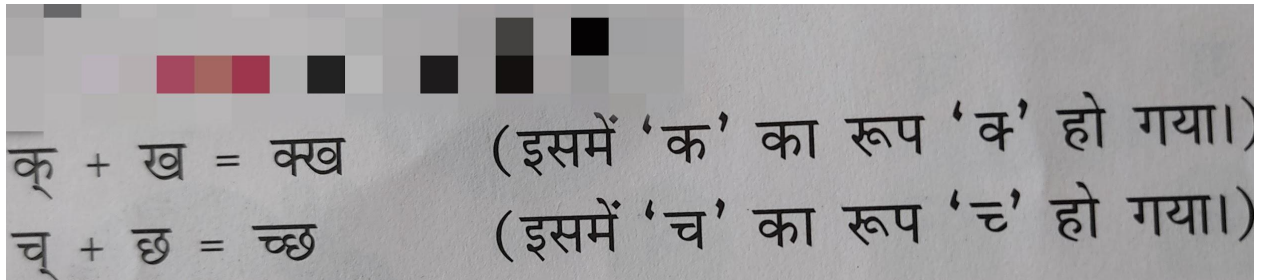 क् + ख = क्ख (इसमें ‘क’ का रूप ‘क्‍’ हो गया।)
च् + छ = च्छ (इसमें ‘च’ का रूप ‘च्‍’ हो गया।)